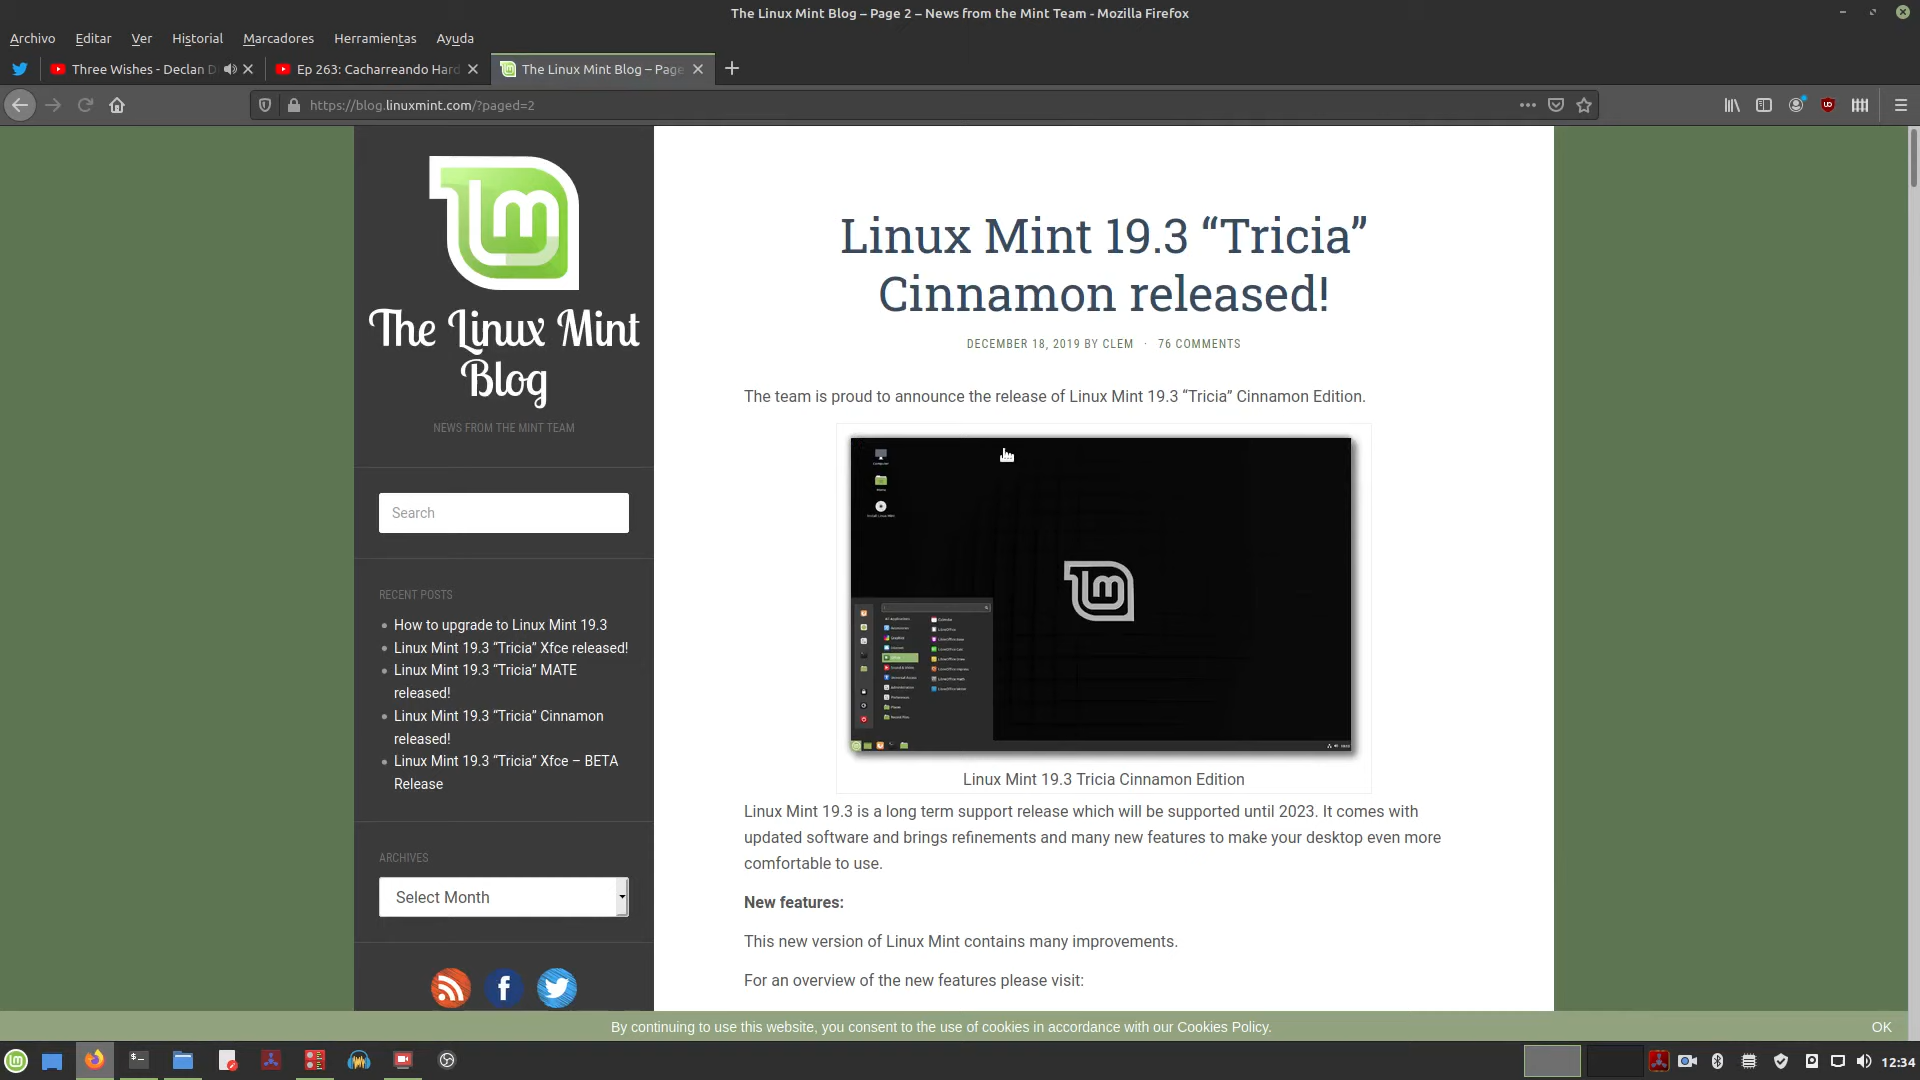 The Linux Mint Blog – Page 2 – News from the Mint Team - Mozilla Firefox
Archivo Editar Ver Historial Marcadores Herramientas Ayuda
Three Wishes - Declan D
Ep 263: Cacharreando Hard
The Linux Mint Blog – Page
https://blog.linuxmint.com/?paged=2
lm
The Linux Mint
Blog
NEWS FROM THE MINT TEAM
Search
RECENT POSTS
How to upgrade to Linux Mint 19.3
Linux Mint 19.3 “Tricia” Xfce released!
Linux Mint 19.3 “Tricia” MATE
released!
Linux Mint 19.3 “Tricia” Cinnamon
released!
Linux Mint 19.3 “Tricia” Xfce – BETA
Release
ARCHIVES
Select Month
Linux Mint 19.3 “Tricia”
Cinnamon released!
DECEMBER 18, 2019 BY CLEM · 76 COMMENTS
The team is proud to announce the release of Linux Mint 19.3 “Tricia” Cinnamon Edition.
Computer
Home
lm
Linux Mint 19.3 Tricia Cinnamon Edition
Linux Mint 19.3 is a long term support release which will be supported until 2023. It comes with
updated software and brings refinements and many new features to make your desktop even more
comfortable to use.
New features:
This new version of Linux Mint contains many improvements.
For an overview of the new features please visit:
By continuing to use this website, you consent to the use of cookies in accordance with our Cookies Policy.
OK
12:34